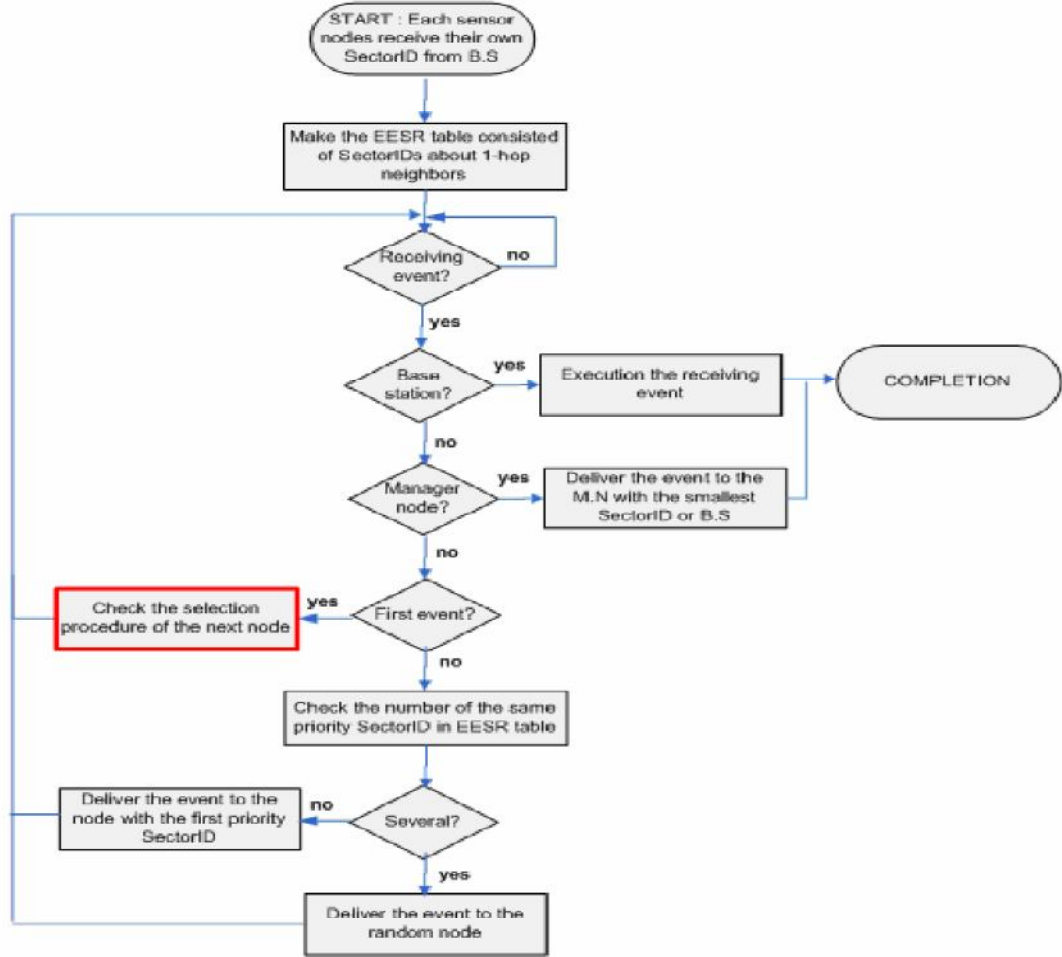 START : Each sensor
nodes receive their own
SectorID from B.S
Make the EESR table consisted
of SectorIDs about 1-hop
neighbors
Receiving
event?
no
yes
Base
station?
yes
Execution the receiving
event
COMPLETION
no
Manager
node?
yes
Deliver the event to the
M.N with the smallest
SectorID or B.S
no
First event?
yes
Check the selection
procedure of the next node
no
Check the number of the same
priority SectorID in EESR table
Several?
no
Deliver the event to the
node with the first priority
SectorID
yes
Deliver the event to the
random node